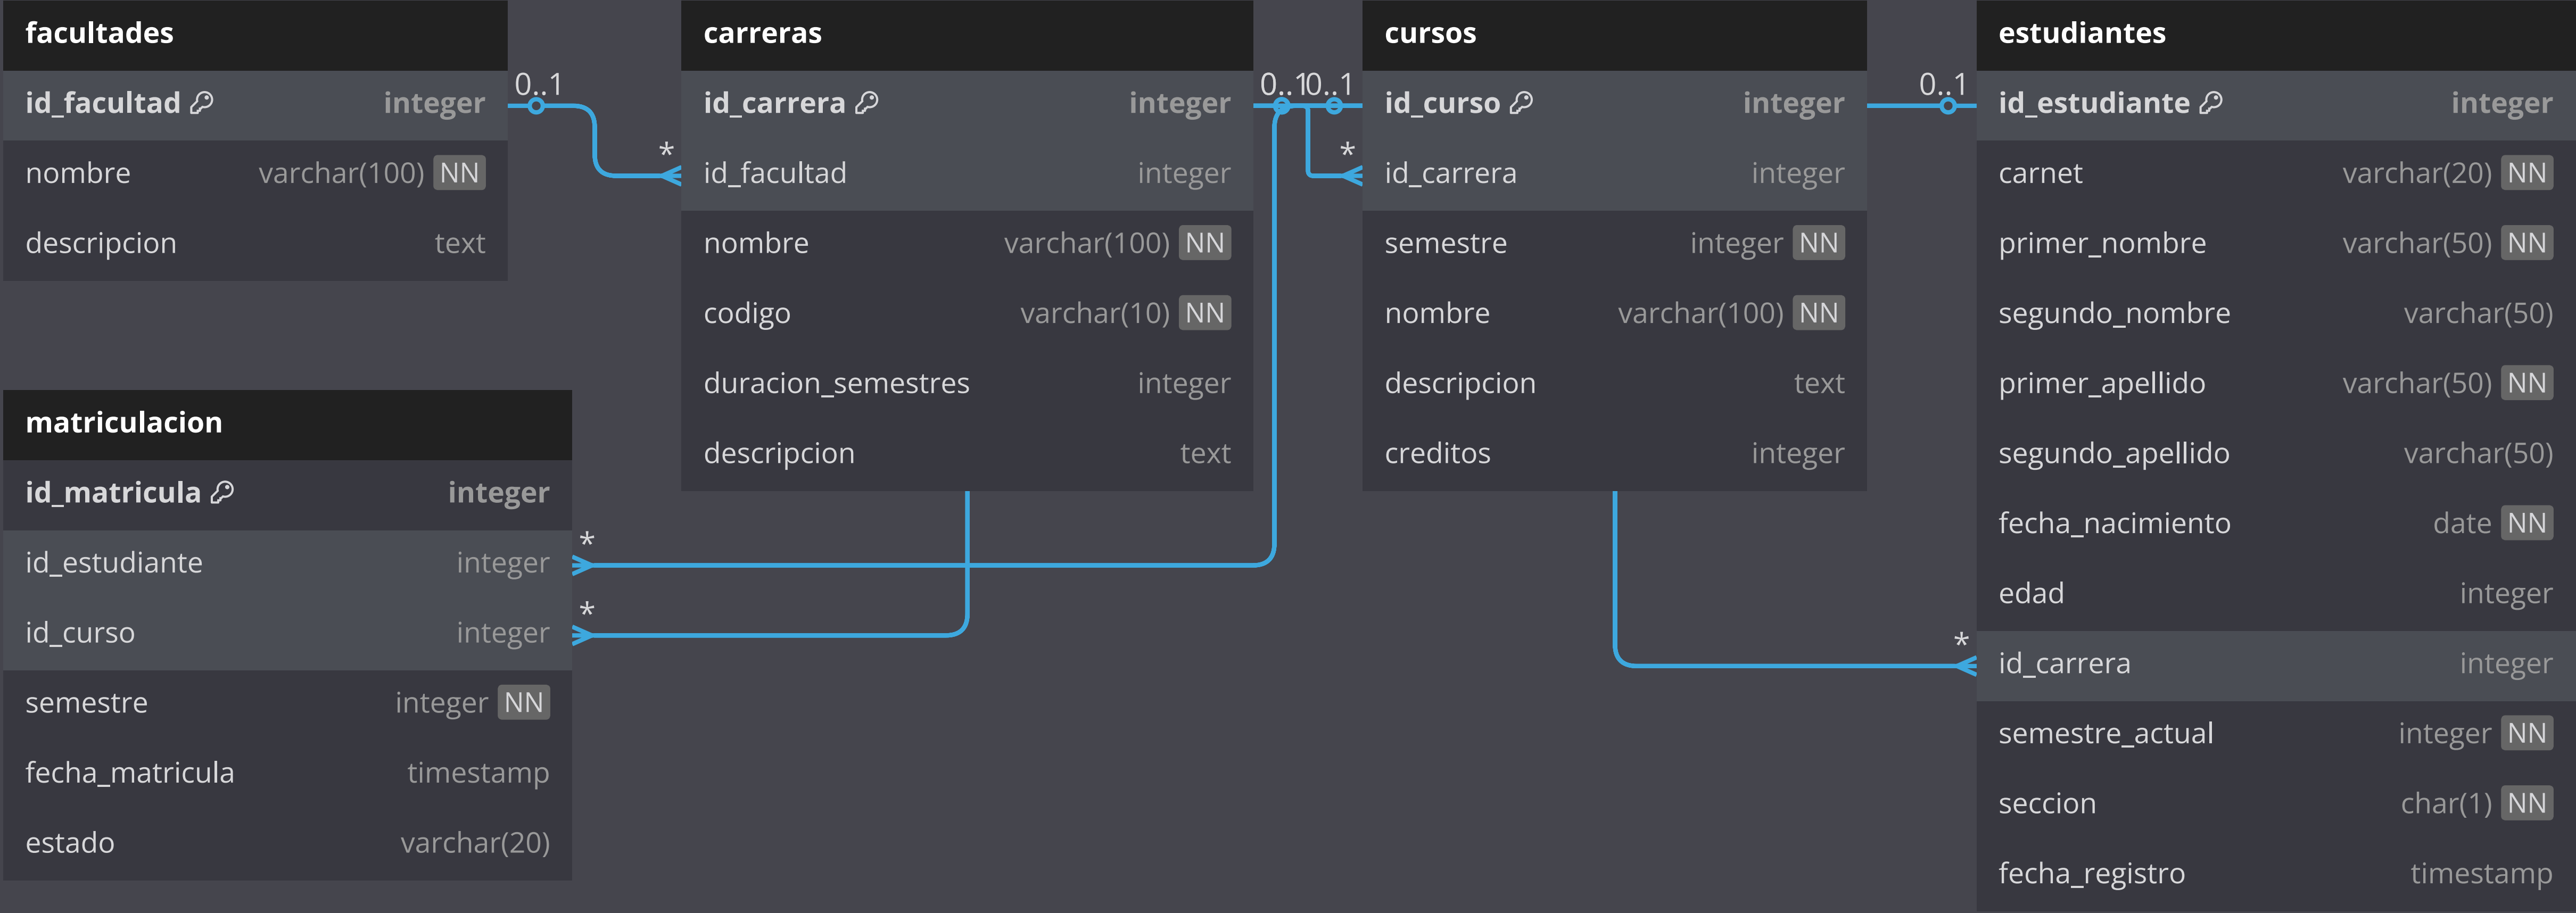 facultades
id_facultad integer
nombre varchar(100) NN
descripcion text
0..1
*
carreras
id_carrera integer
id_facultad integer
nombre varchar(100) NN
codigo varchar(10) NN
duracion_semestres integer
descripcion text
0..1
0..1
*
cursos
id_curso integer
id_carrera integer
semestre integer NN
nombre varchar(100) NN
descripcion text
creditos integer
0..1
*
estudiantes
id_estudiante integer
carnet varchar(20) NN
primer_nombre varchar(50) NN
segundo_nombre varchar(50)
primer_apellido varchar(50) NN
segundo_apellido varchar(50)
fecha_nacimiento date NN
edad integer
id_carrera integer
semestre_actual integer NN
seccion char(1) NN
fecha_registro timestamp
matriculacion
id_matricula integer
id_estudiante integer
id_curso integer
semestre integer NN
fecha_matricula timestamp
estado varchar(20)
*
*